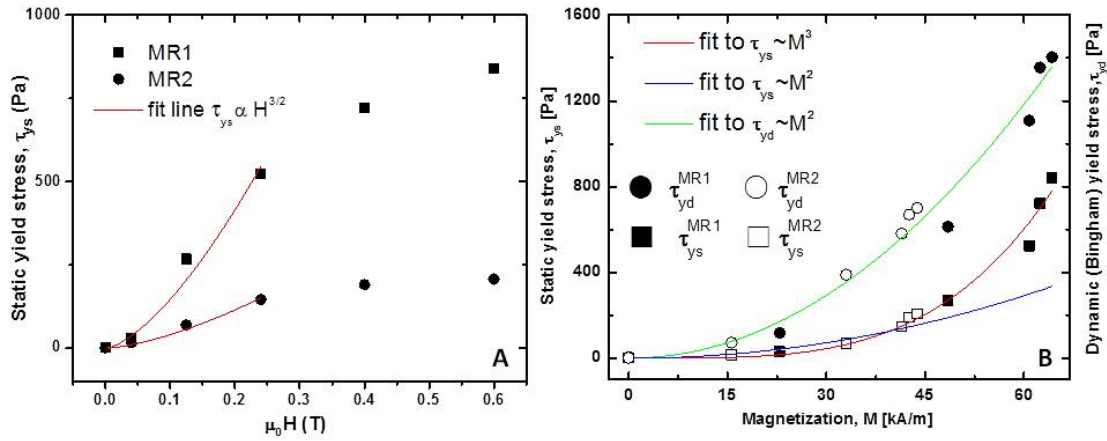 1000
500
0
Static yield stress, τys (Pa)
MR1
MR2
fit line τys α H3/2
A
0.0 0.1 0.2 0.3 0.4 0.5 0.6
μ0H (T)
1600
1200
800
400
0
Static yield stress, τys [Pa]
fit to τys~M3
fit to τys~M2
fit to τyd~M2
τydMR1 τydMR2
τysMR1 τysMR2
B
0 15 30 45 60
Magnetization, M [kA/m]
Dynamic (Bingham) yield stress,τyd [Pa]